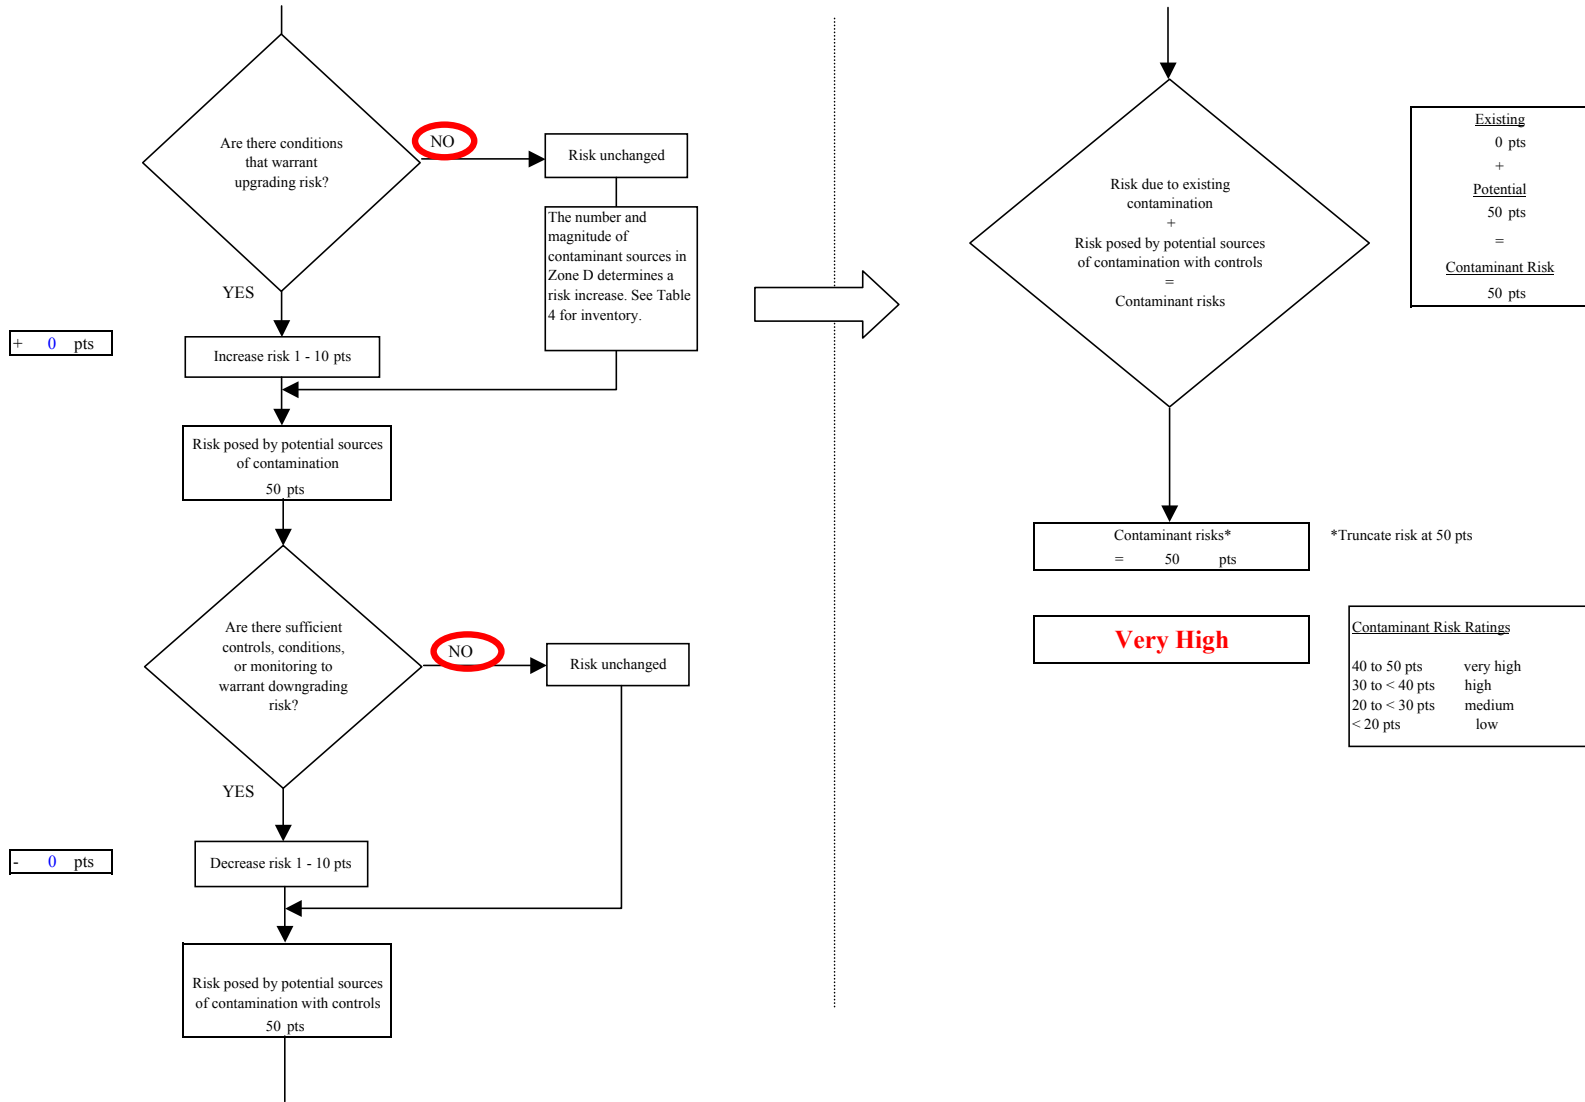 Are there conditions
that warrant
upgrading risk?
NO
Risk unchanged
The number and
magnitude of
contaminant sources in
Zone D determines a
risk increase. See Table
4 for inventory.
YES
+ 0 pts
Increase risk 1 - 10 pts
Risk posed by potential sources
of contamination
50 pts
Are there sufficient
controls, conditions,
or monitoring to
warrant downgrading
risk?
NO
Risk unchanged
YES
- 0 pts
Decrease risk 1 - 10 pts
Risk posed by potential sources
of contamination with controls
50 pts
Risk due to existing
contamination
+
Risk posed by potential sources
of contamination with controls
=
Contaminant risks
Existing
0 pts
+
Potential
50 pts
=
Contaminant Risk
50 pts
Contaminant risks*
= 50 pts
*Truncate risk at 50 pts
Very High
Contaminant Risk Ratings
40 to 50 pts very high
30 to < 40 pts high
20 to < 30 pts medium
< 20 pts low